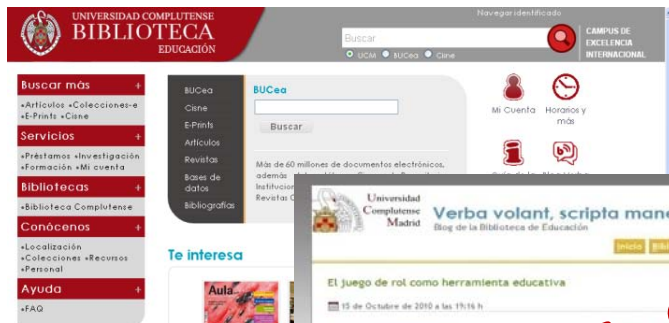 UNIVERSIDAD COMPLUTENSE
BIBLIOTECA
EDUCACIÓN
Navegar identificado
Buscar
UCM BUCea Cisne
CAMPUS DE
EXCELENCIA
INTERNACIONAL
Buscar más +
Artículos Colecciones-e
E-Prints Cisne
Servicios +
Préstamos Investigación
Formación Mi cuenta
Bibliotecas +
Biblioteca Complutense
Conócenos +
Localización
Colecciones Recursos
Personal
Ayuda +
FAQ
BUCea
Cisne
E-Prints
Artículos
Revistas
Bases de
datos
Bibliografías
BUCea
Buscar
Más de 60 millones de documentos electrónicos,
además
Institucion
Revistas C
Mi Cuenta
Horarios y
más
Te interesa
Aula
Universidad
Complutense
Madrid
Verba volant, scripta mane
Blog de la Biblioteca de Educación
Inicio
El juego de rol como herramienta educativa
15 de Octubre de 2010 a las 19:16 h